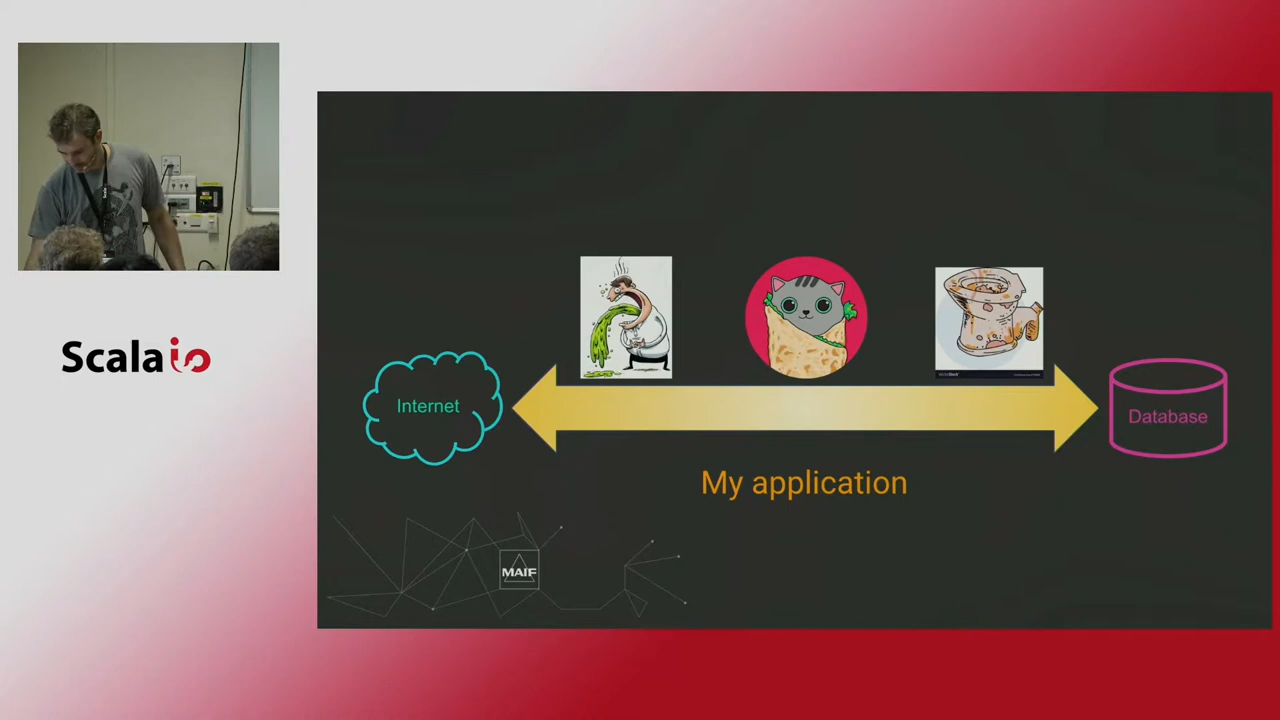 Scala io
Internet
Database
My application
MAIF